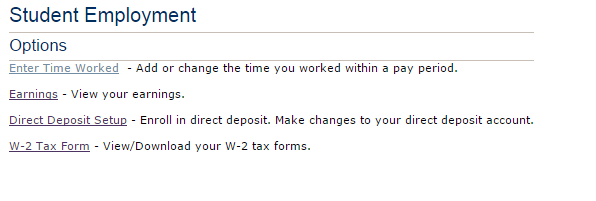 Student Employment
Options
Enter Time Worked - Add or change the time you worked within a pay period.
Earnings - View your earnings.
Direct Deposit Setup - Enroll in direct deposit. Make changes to your direct deposit account.
W-2 Tax Form - View/Download your W-2 tax forms.